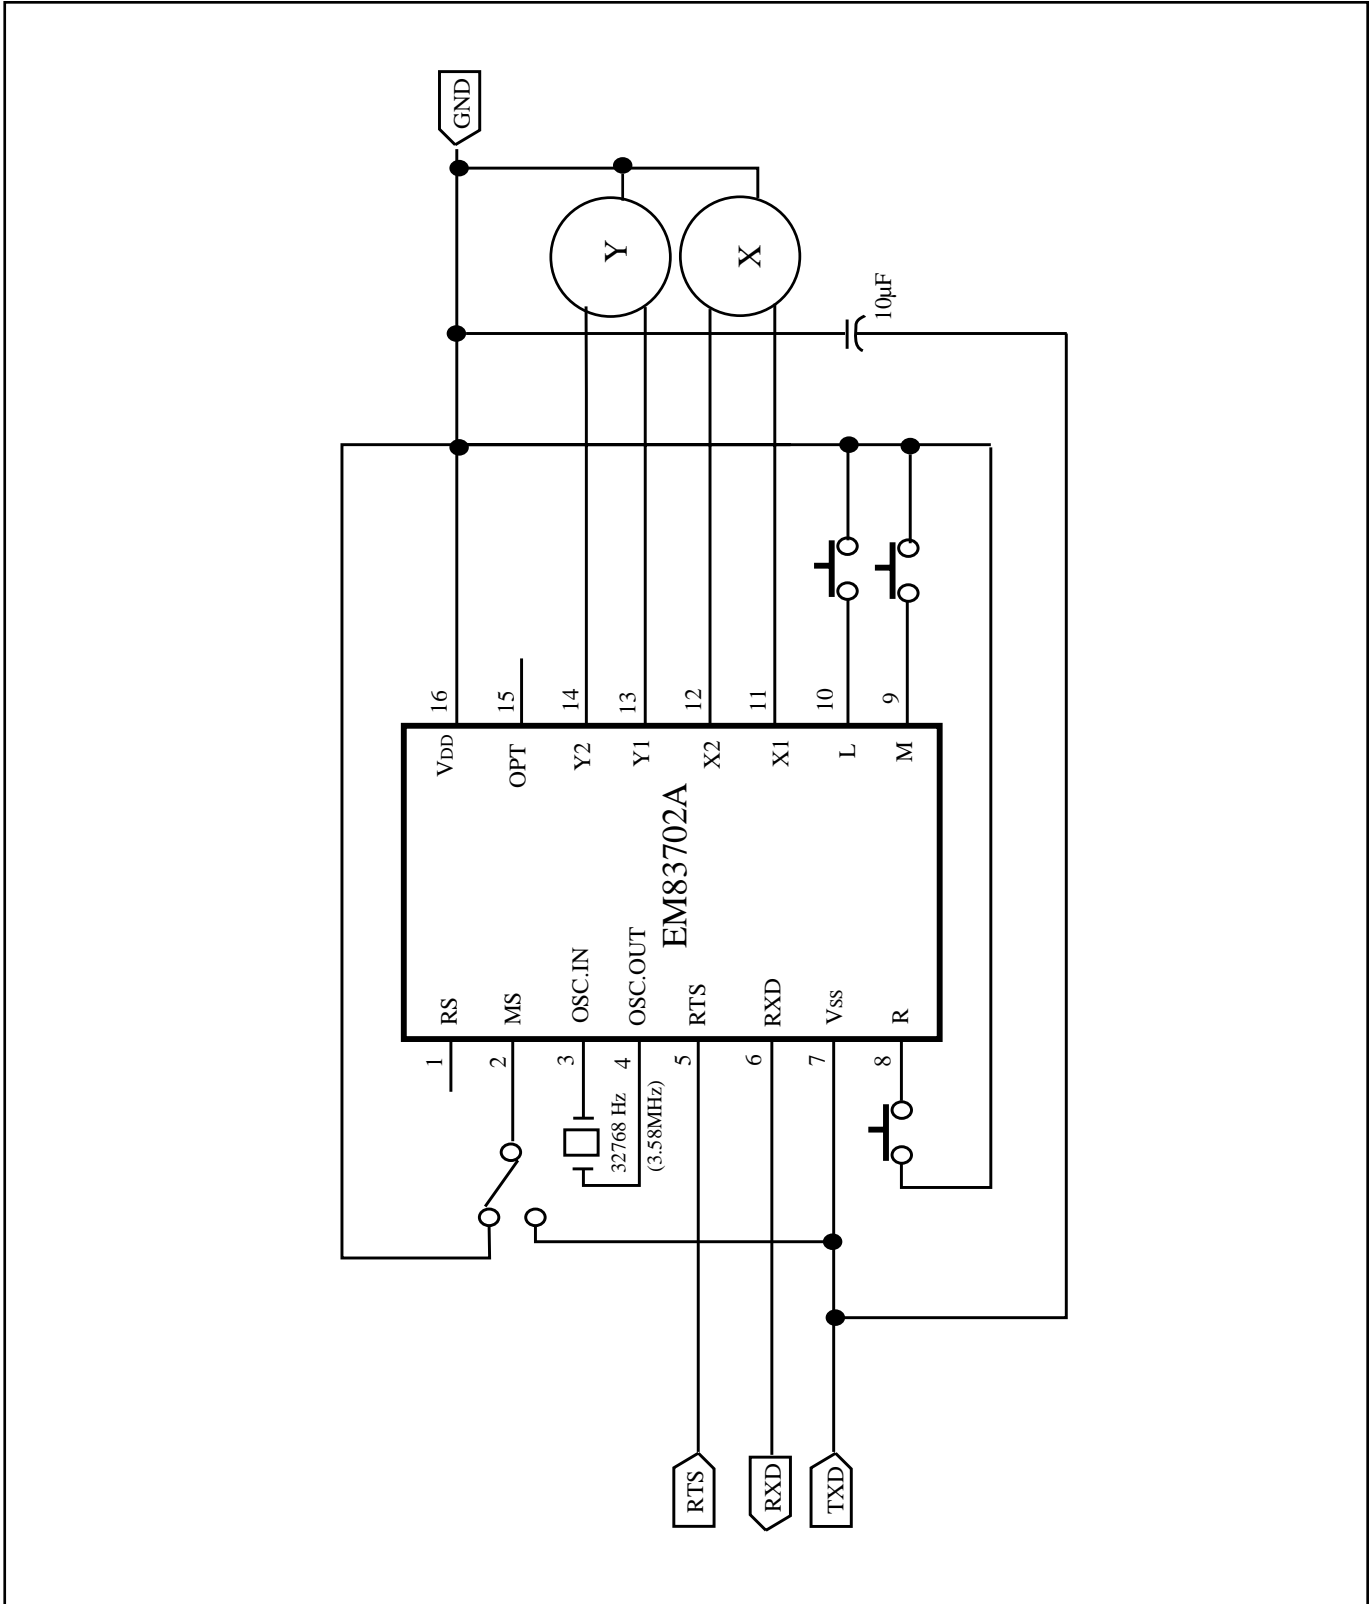 GND
Y
X
10µF
16
15
14
13
12
11
10
9
VDD
OPT
Y2
Y1
X2
X1
L
M
EM83702A
RS
MS
OSC.IN
OSC.OUT
RTS
RXD
VSS
R
1
2
3
4
5
6
7
8
32768 Hz
(3.58MHz)
RTS
RXD
TXD